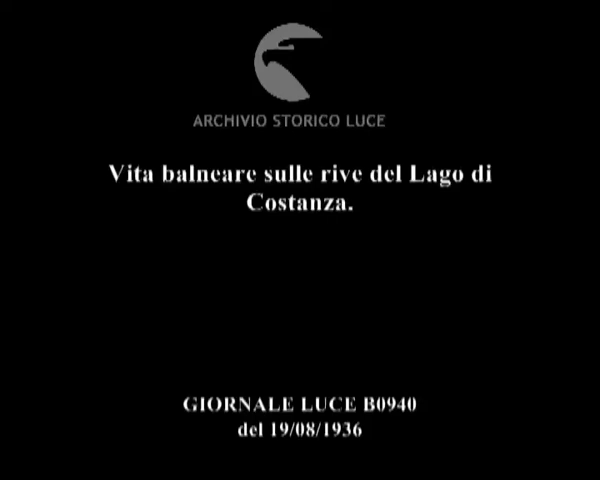 ARCHIVIO STORICO LUCE
Vita balneare sulle rive del Lago di
Costanza.
GIORNALE LUCE B0940
del 19/08/1936